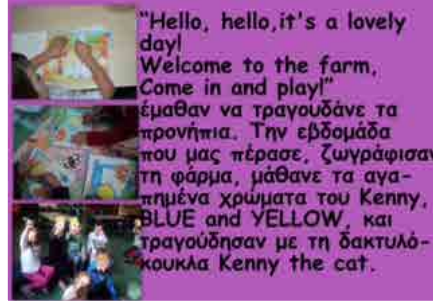 "Hello, hello,it's a lovely
day!
Welcome to the farm,
Come in and play!"
έμαθαν να τραγουδάνε τα
προνήπια. Την εβδομάδα
που μας πέρασε, ζωγράφισαν
τη φάρμα, μάθανε τα αγα-
πημένα χρώματα του Kenny,
BLUE and YELLOW, και
τραγούδησαν με τη δακτυλό-
κουκλα Kenny the cat.